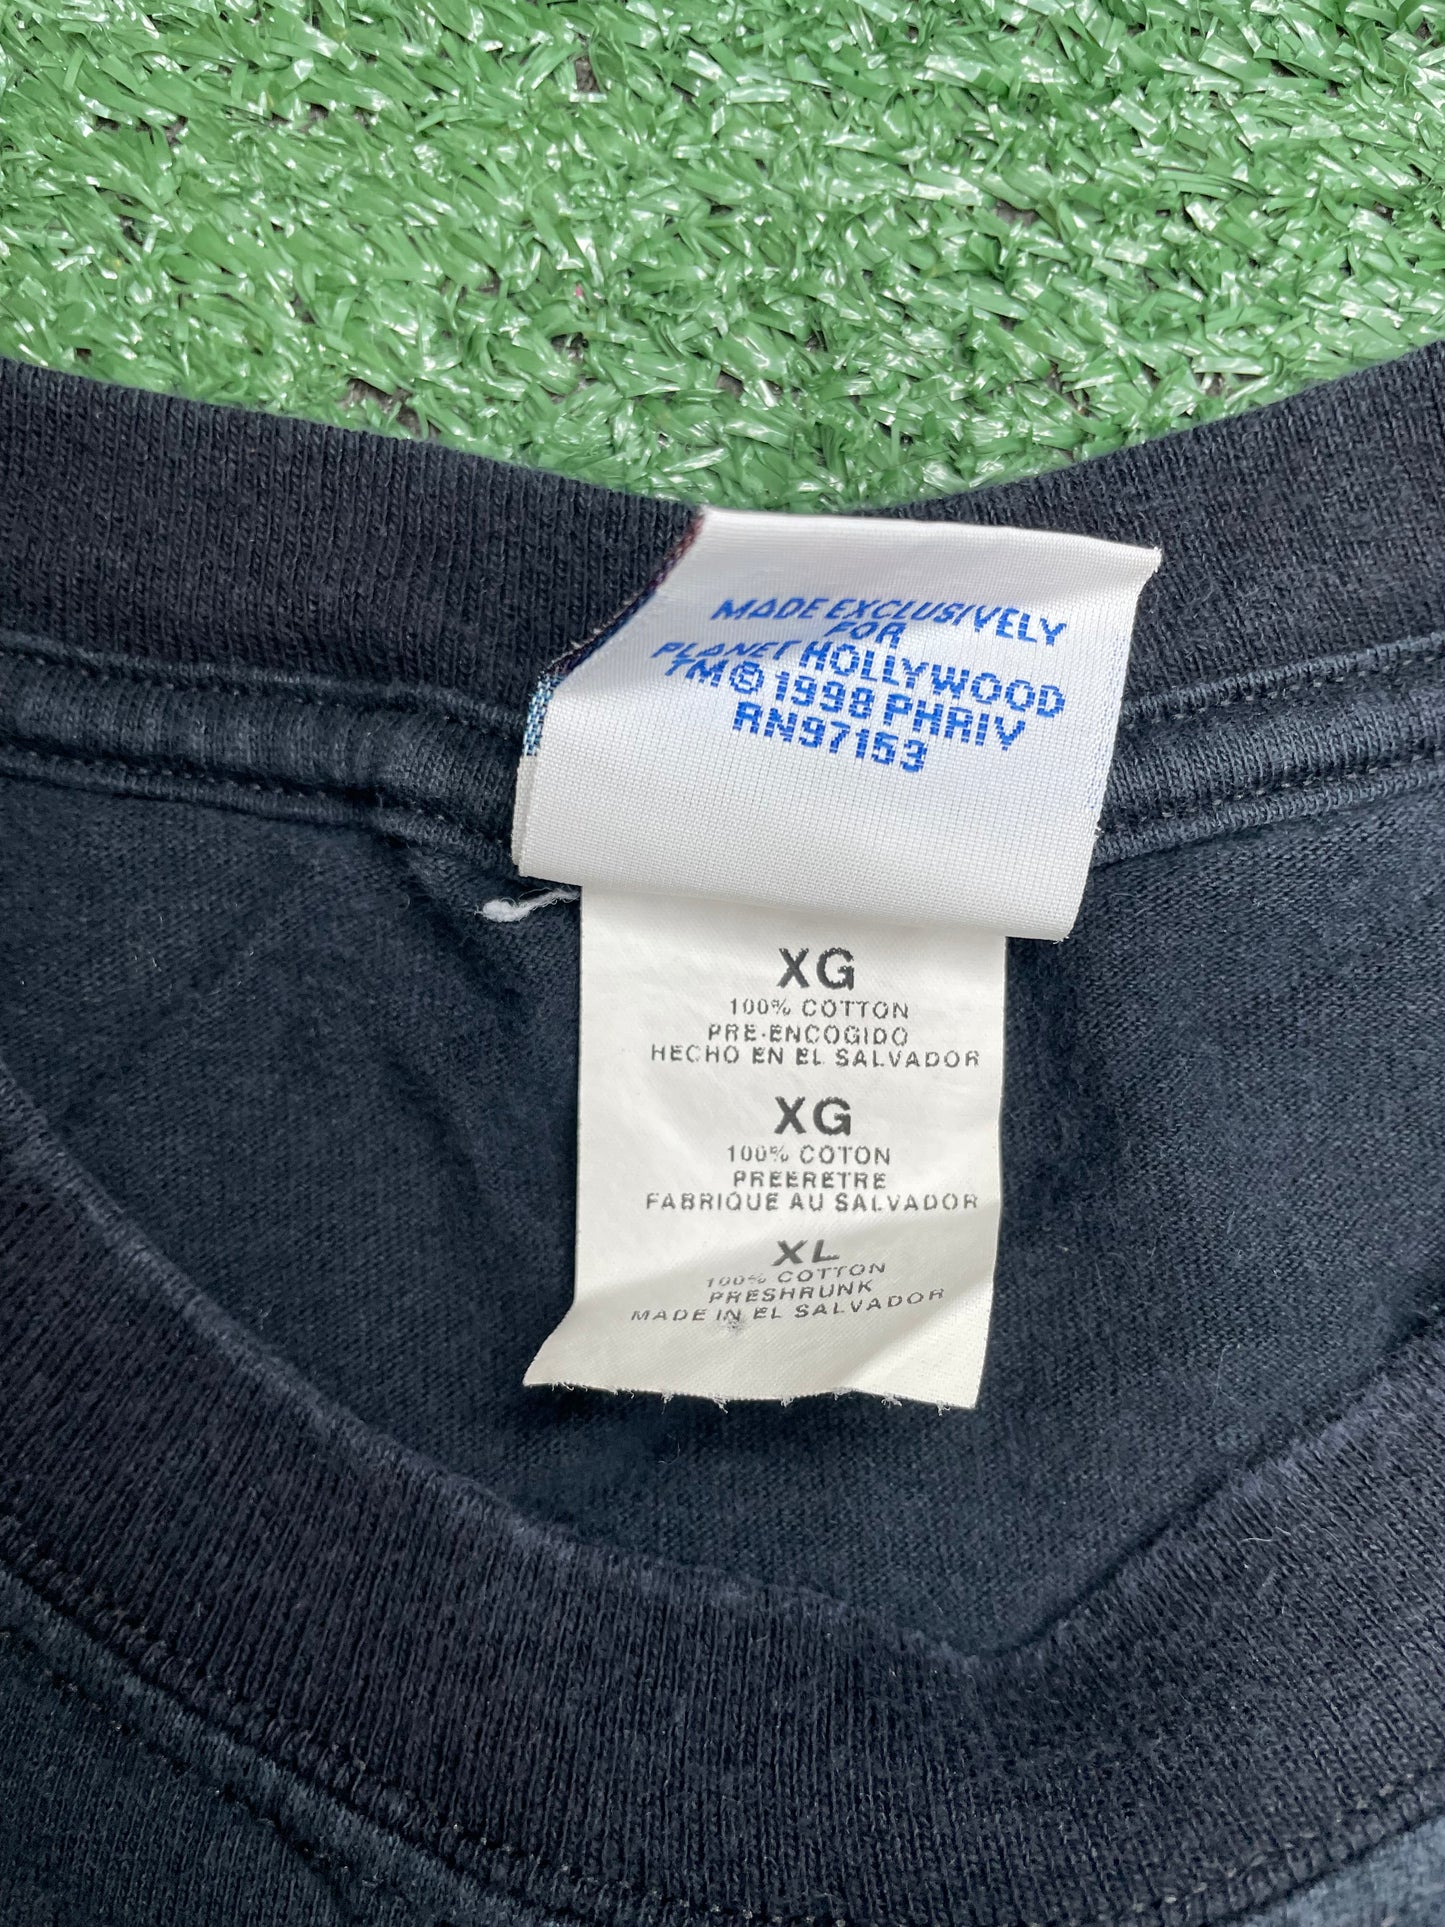 MADE EXCLUSIVELY
FOR
PLANET HOLLYWOOD
TM © 1998 PHRIV
RN97153
XG
100% COTTON
PRE-ENCOGIDO
HECHO EN EL SALVADOR
XG
100% COTON
PREERETRE
FABRIQUE AU SALVADOR
XL
100% COTTON
PRESHRUNK
MADE IN EL SALVADOR